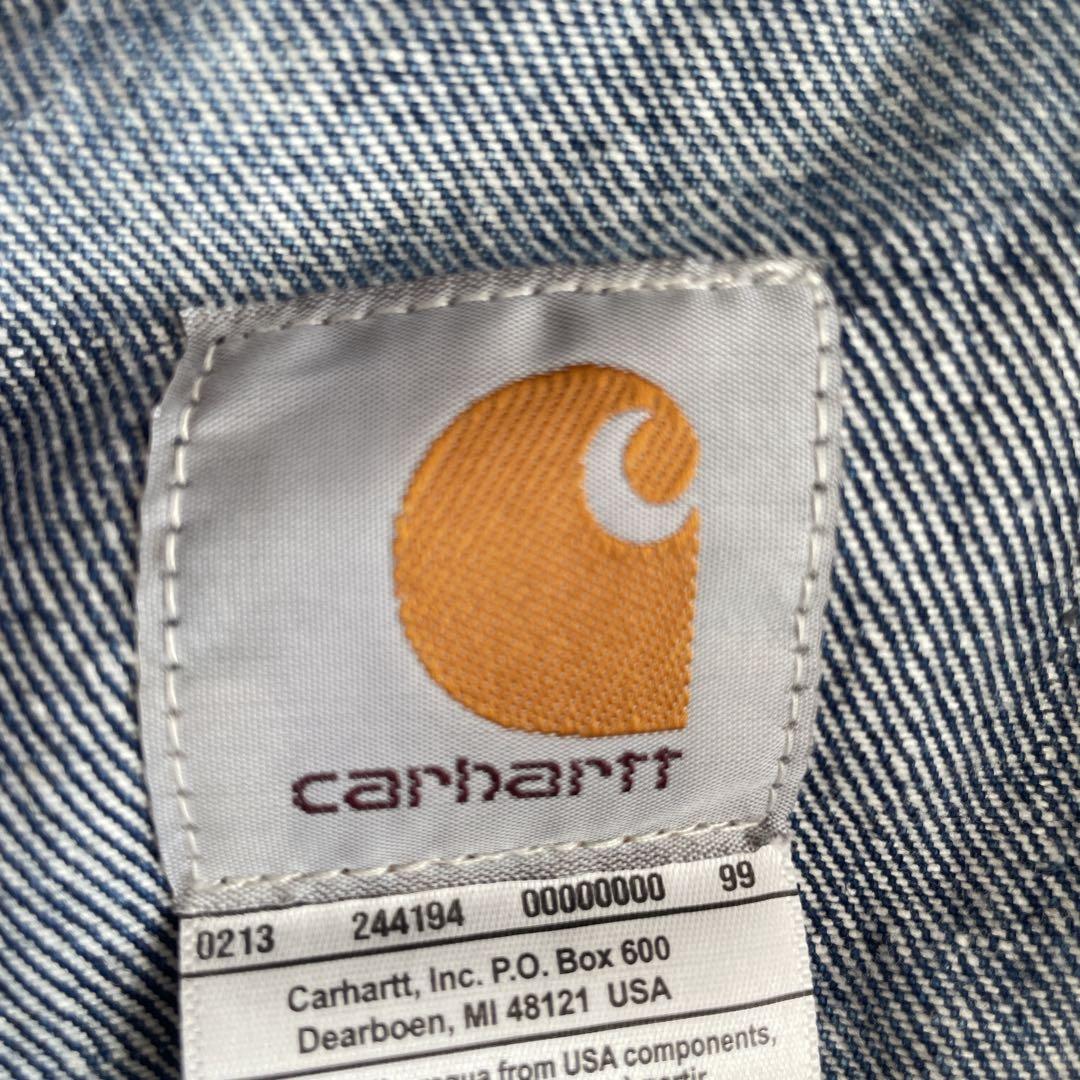 carhartt
0213 244194 00000000 99
Carhartt, Inc. P.O. Box 600
Dearboen, MI 48121 USA
from USA components,